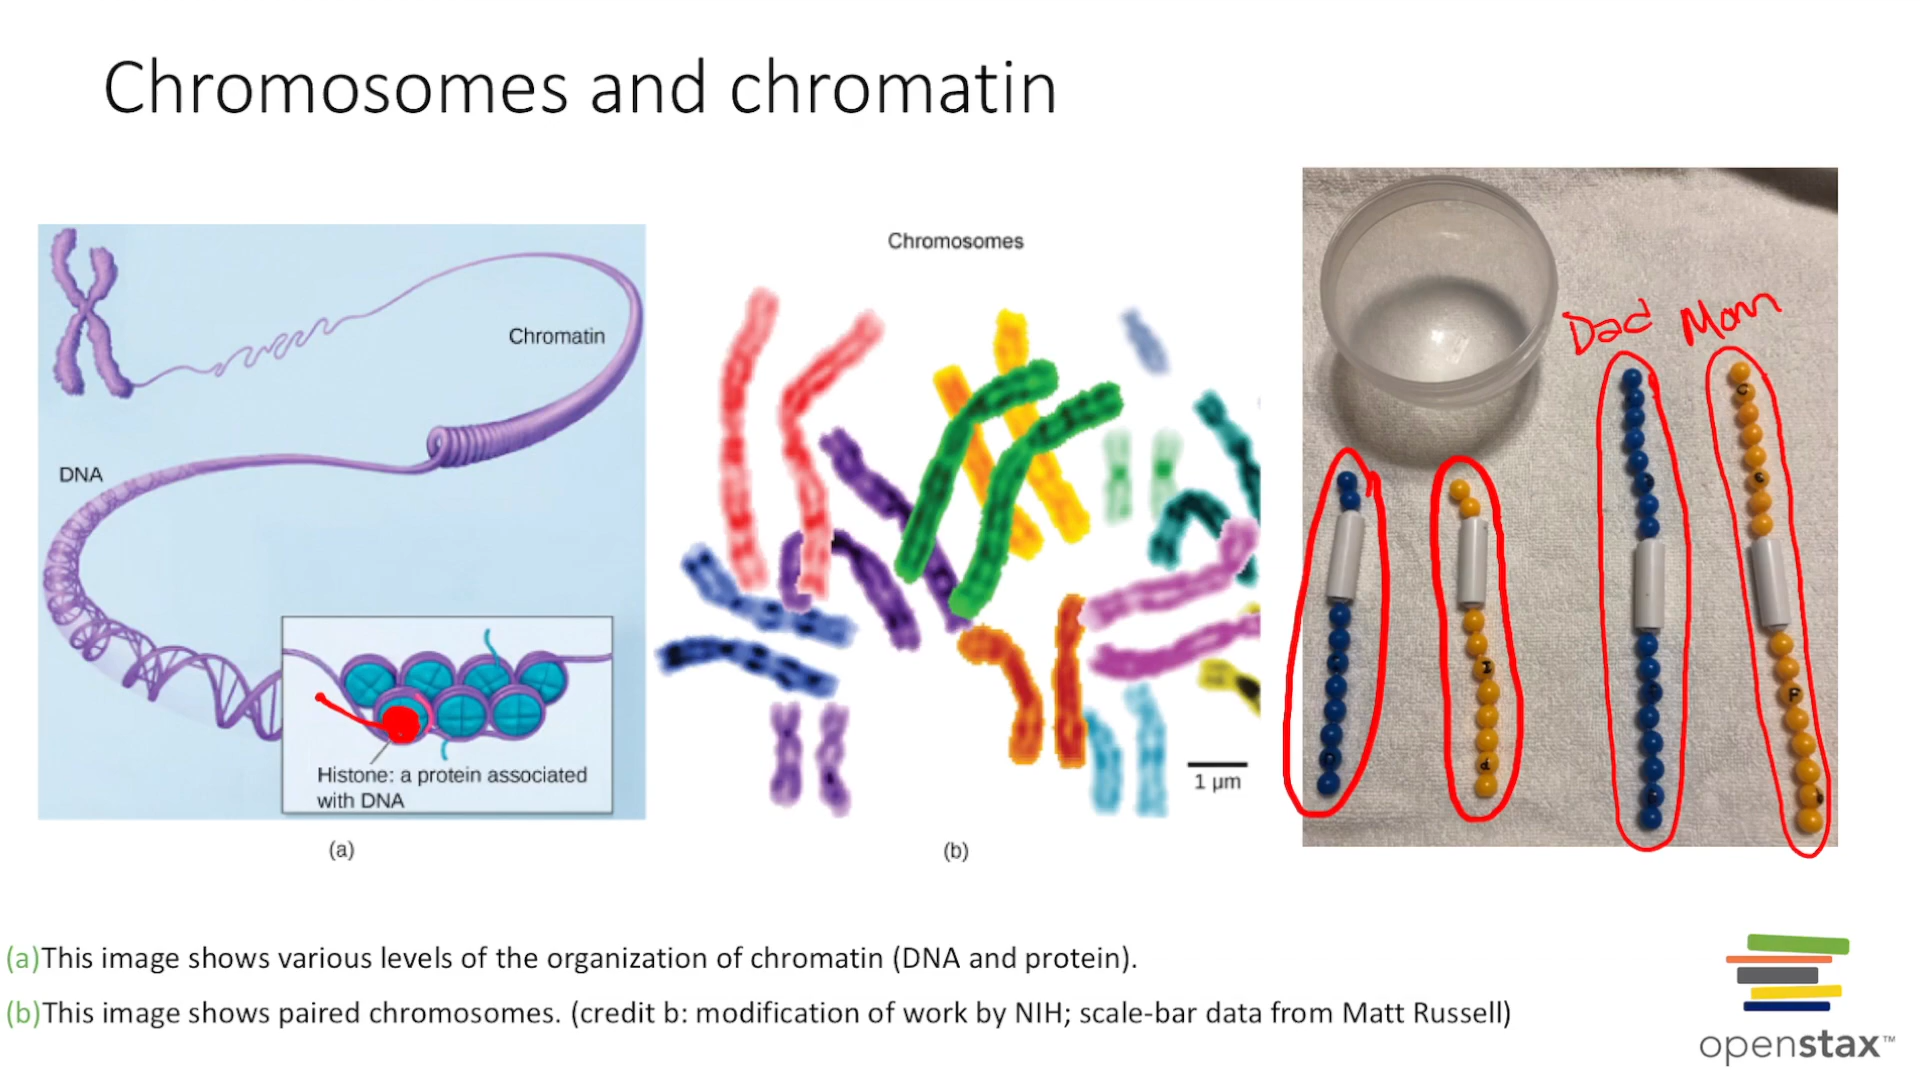 Chromosomes and chromatin
Chromatin
DNA
Histone: a protein associated
with DNA
(a)
Chromosomes
1 µm
(b)
Dad Mom
(a)This image shows various levels of the organization of chromatin (DNA and protein).
(b)This image shows paired chromosomes. (credit b: modification of work by NIH; scale-bar data from Matt Russell)
openstax™